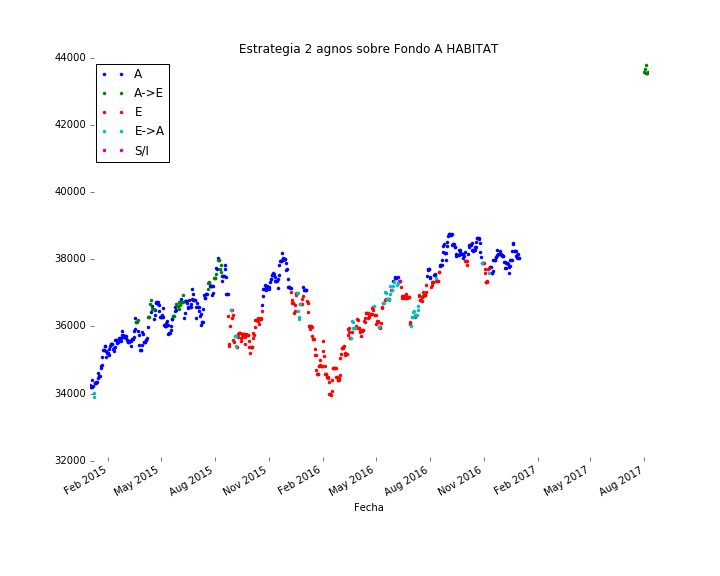 Estrategia 2 agnos sobre Fondo A HABITAT
44000
42000
40000
38000
36000
34000
32000
A
A->E
E
E->A
S/I
Feb 2015
May 2015
Aug 2015
Nov 2015
Feb 2016
May 2016
Aug 2016
Nov 2016
Feb 2017
May 2017
Aug 2017
Fecha